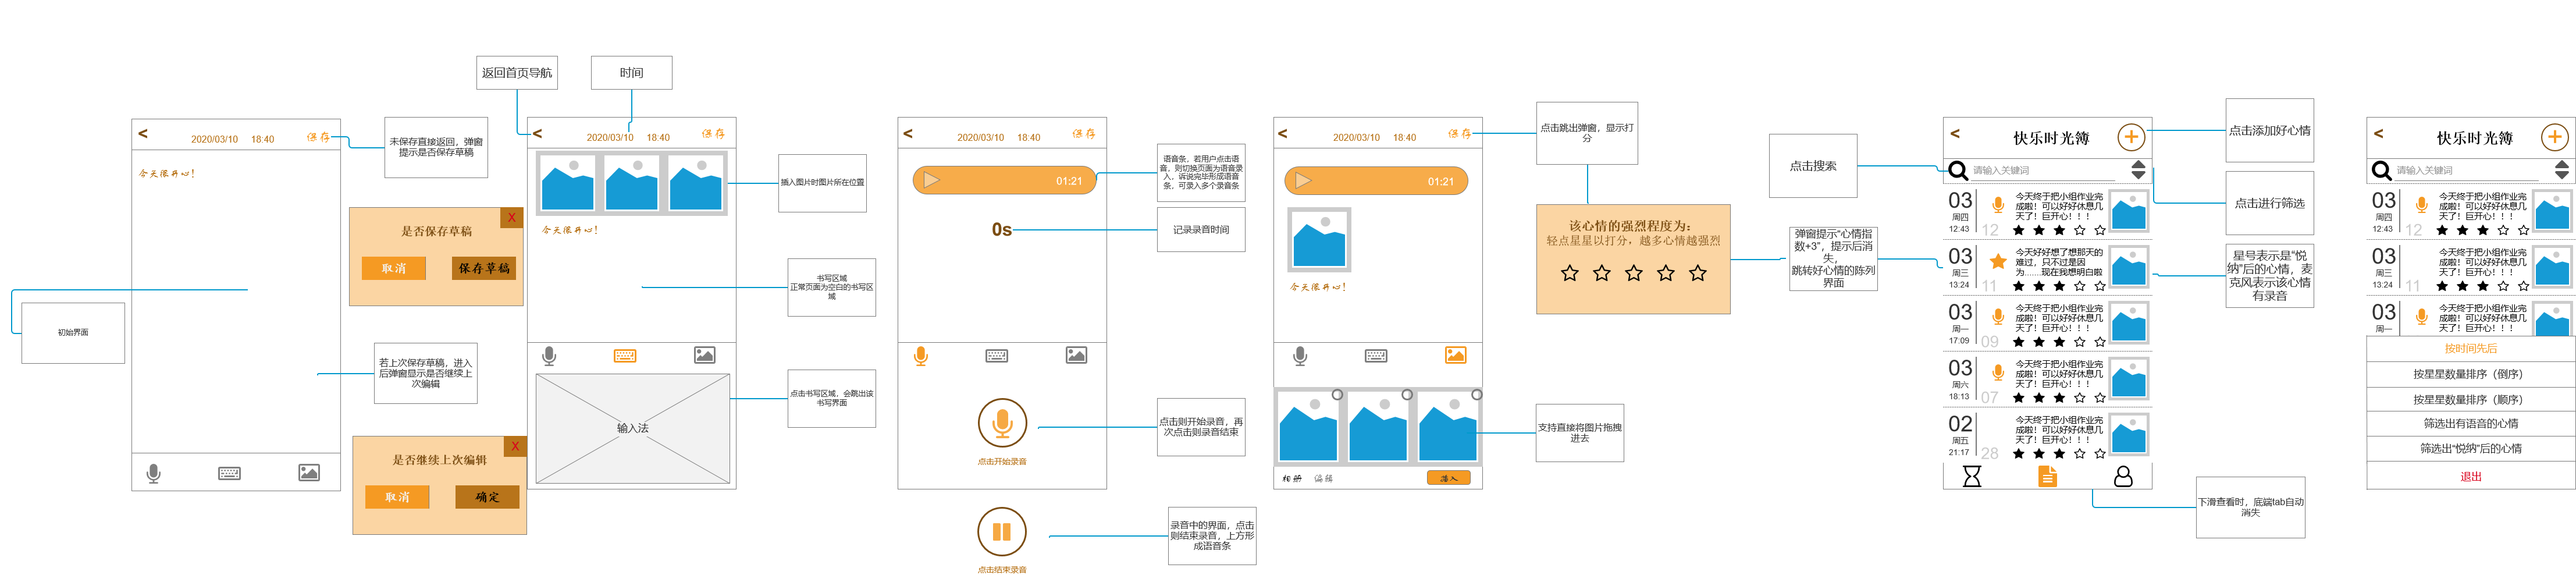 初始界面
<
2020/03/10 18:40
保存
今天很开心！
未保存直接返回，弹窗
提示是否保存草稿
X
是否保存草稿
取消
保存草稿
若上次保存草稿，进入
后弹窗显示是否继续上
次编辑
X
是否继续上次编辑
取消
确定
返回首页导航
时间
<
2020/03/10 18:40
保存
今天很开心！
输入法
插入图片时图片所在位置
书写区域
正常页面为空白的书写区
域
点击书写区域，会跳出该
书写界面
<
2020/03/10 18:40
保存
01:21
0s
点击开始录音
点击结束录音
语音条，若用户点击语
音，则切换页面为语音录
入，诉说完毕形成语音
条，可录入多个录音条
记录录音时间
点击则开始录音，再
次点击则录音结束
录音中的界面，点击
则结束录音，上方形
成语音条
<
2020/03/10 18:40
保存
01:21
今天很开心！
相册
编辑
插入
点击跳出弹窗，显示打
分
该心情的强烈程度为：
轻点星星以打分，越多心情越强烈
支持直接将图片拖拽
进去
点击搜索
弹窗提示“心情指
数+3”，提示后消
失，
跳转好心情的陈列
界面
<
快乐时光簿
请输入关键词
03
周四
12:43
12
今天终于把小组作业完
成啦！可以好好休息几
天了！巨开心！！！
03
周三
13:24
11
今天好好想了想那天的
难过，只不过是因
为……现在我想明白啦
03
周一
17:09
09
今天终于把小组作业完
成啦！可以好好休息几
天了！巨开心！！！
03
周六
18:13
07
今天终于把小组作业完
成啦！可以好好休息几
天了！巨开心！！！
02
周五
21:17
28
今天终于把小组作业完
成啦！可以好好休息几
天了！巨开心！！！
点击添加好心情
点击进行筛选
星号表示是“悦
纳”后的心情，麦
克风表示该心情
有录音
下滑查看时，底端tab自动
消失
<
快乐时光簿
请输入关键词
03
周四
12:43
12
今天终于把小组作业完
成啦！可以好好休息几
天了！巨开心！！！
03
周三
13:24
11
今天终于把小组作业完
成啦！可以好好休息几
天了！巨开心！！！
03
周一
今天终于把小组作业完
成啦！可以好好休息几
天了！巨开心！！！
按时间先后
按星星数量排序（倒序）
按星星数量排序（顺序）
筛选出有语音的心情
筛选出“悦纳”后的心情
退出